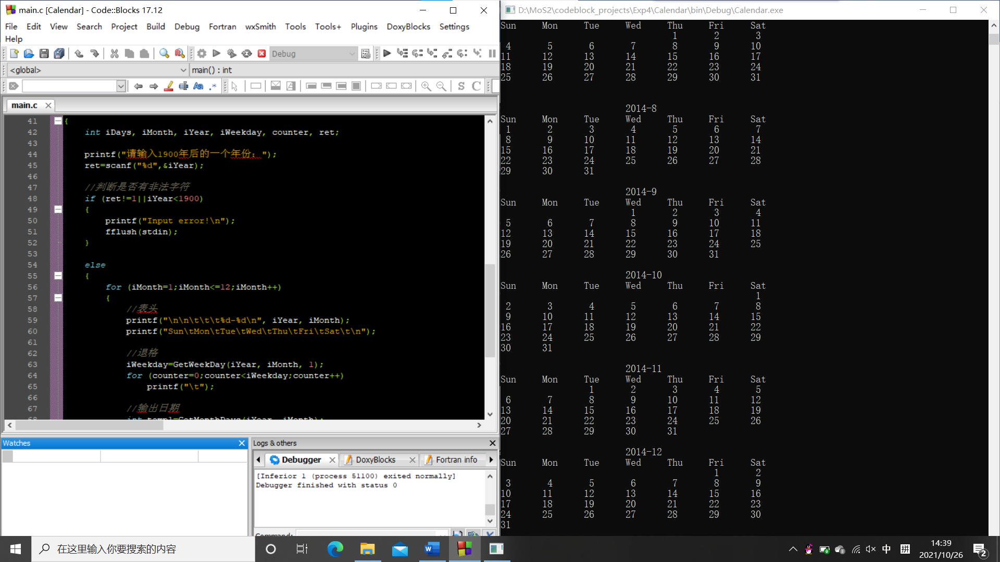 main.c [Calendar] - Code::Blocks 17.12
File Edit View Search Project Build Debug Fortran wxSmith Tools Tools+ Plugins DoxyBlocks Settings
Help
Debug
<global> main() : int
main.c
41 {
42 int iDays, iMonth, iYear, iWeekday, counter, ret;
43
44 printf("请输入1900年后的一个年份：");
45 ret=scanf("%d",&iYear);
46
47 //判断是否有非法字符
48 if (ret!=1||iYear<1900)
49 {
50 printf("Input error!\n");
51 fflush(stdin);
52 }
53
54 else
55 {
56 for (iMonth=1;iMonth<=12;iMonth++)
57 {
58 //表头
59 printf("\n\n\t\t\t%d-%d\n", iYear, iMonth);
60 printf("Sun\tMon\tTue\tWed\tThu\tFri\tSat\t\n");
61
62 //退格
63 iWeekday=GetWeekDay(iYear, iMonth, 1);
64 for (counter=0;counter<iWeekday;counter++)
65 printf("\t");
66
67 //输出日期
68 int temp1=GetMonthDays(iYear, iMonth);
Watches
Logs & others
Debugger DoxyBlocks Fortran info
[Inferior 1 (process 51100) exited normally]
Debugger finished with status 0
Command:
D:\MoS2\codeblock_projects\Exp4\Calendar\bin\Debug\Calendar.exe
Sun Mon Tue Wed Thu Fri Sat
1 2 3
4 5 6 7 8 9 10
11 12 13 14 15 16 17
18 19 20 21 22 23 24
25 26 27 28 29 30 31
2014-8
Sun Mon Tue Wed Thu Fri Sat
1 2 3 4 5 6 7
8 9 10 11 12 13 14
15 16 17 18 19 20 21
22 23 24 25 26 27 28
29 30 31
2014-9
Sun Mon Tue Wed Thu Fri Sat
1 2 3 4
5 6 7 8 9 10 11
12 13 14 15 16 17 18
19 20 21 22 23 24 25
26 27 28 29 30 31
2014-10
Sun Mon Tue Wed Thu Fri Sat
1
2 3 4 5 6 7 8
9 10 11 12 13 14 15
16 17 18 19 20 21 22
23 24 25 26 27 28 29
30 31
2014-11
Sun Mon Tue Wed Thu Fri Sat
1 2 3 4 5
6 7 8 9 10 11 12
13 14 15 16 17 18 19
20 21 22 23 24 25 26
27 28 29 30 31
2014-12
Sun Mon Tue Wed Thu Fri Sat
1 2
3 4 5 6 7 8 9
10 11 12 13 14 15 16
17 18 19 20 21 22 23
24 25 26 27 28 29 30
31
在这里输入你要搜索的内容
中 拼
14:39
2021/10/26
2